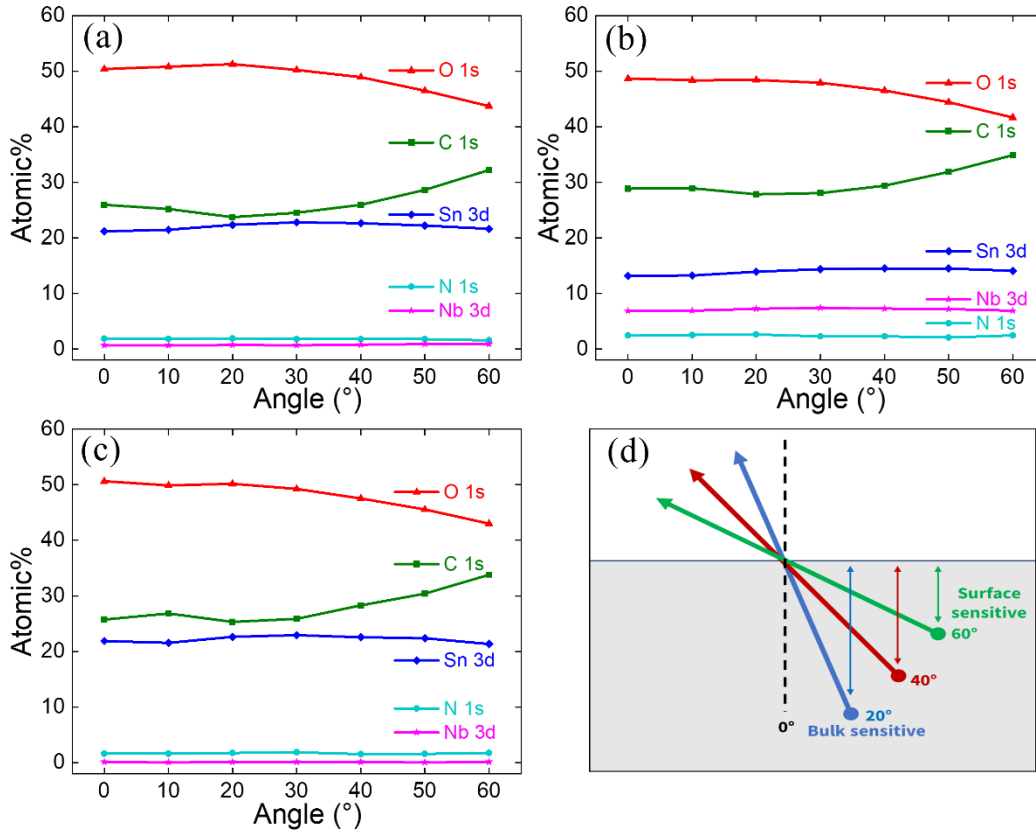 (a)
Atomic%
60
50
40
30
20
10
0
O 1s
C 1s
Sn 3d
N 1s
Nb 3d
0 10 20 30 40 50 60
Angle (°)
(b)
Atomic%
60
50
40
30
20
10
0
O 1s
C 1s
Sn 3d
Nb 3d
N 1s
0 10 20 30 40 50 60
Angle (°)
(c)
Atomic%
60
50
40
30
20
10
0
O 1s
C 1s
Sn 3d
N 1s
Nb 3d
0 10 20 30 40 50 60
Angle (°)
(d)
Surface
sensitive
60°
40°
20°
0°
Bulk sensitive